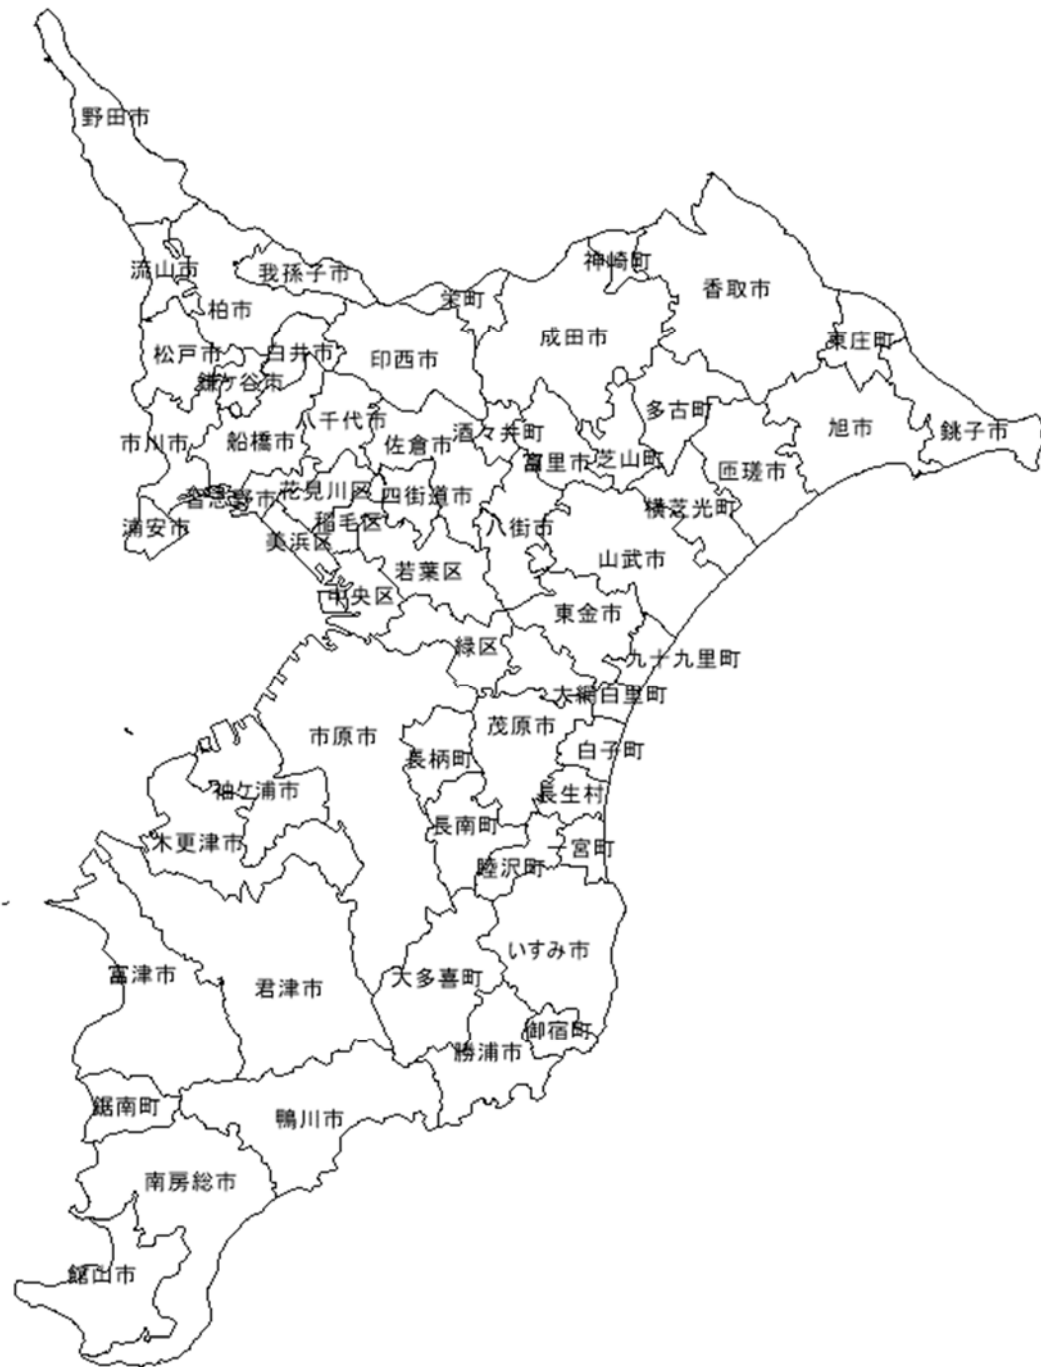 野田市
流山市
我孫子市
柏市
栄町
神崎町
香取市
成田市
東庄町
松戸市
白井市
印西市
鎌ケ谷市
多古町
八千代市
市川市
船橋市
佐倉市
酒々井町
富里市
芝山町
匝瑳市
旭市
銚子市
習志野市
花見川区
四街道市
横芝光町
浦安市
美浜区
稲毛区
八街市
若葉区
山武市
中央区
東金市
緑区
九十九里町
大網白里町
市原市
茂原市
長柄町
白子町
袖ケ浦市
長生村
木更津市
長南町
一宮町
睦沢町
いすみ市
富津市
君津市
大多喜町
御宿町
勝浦市
鋸南町
鴨川市
南房総市
館山市